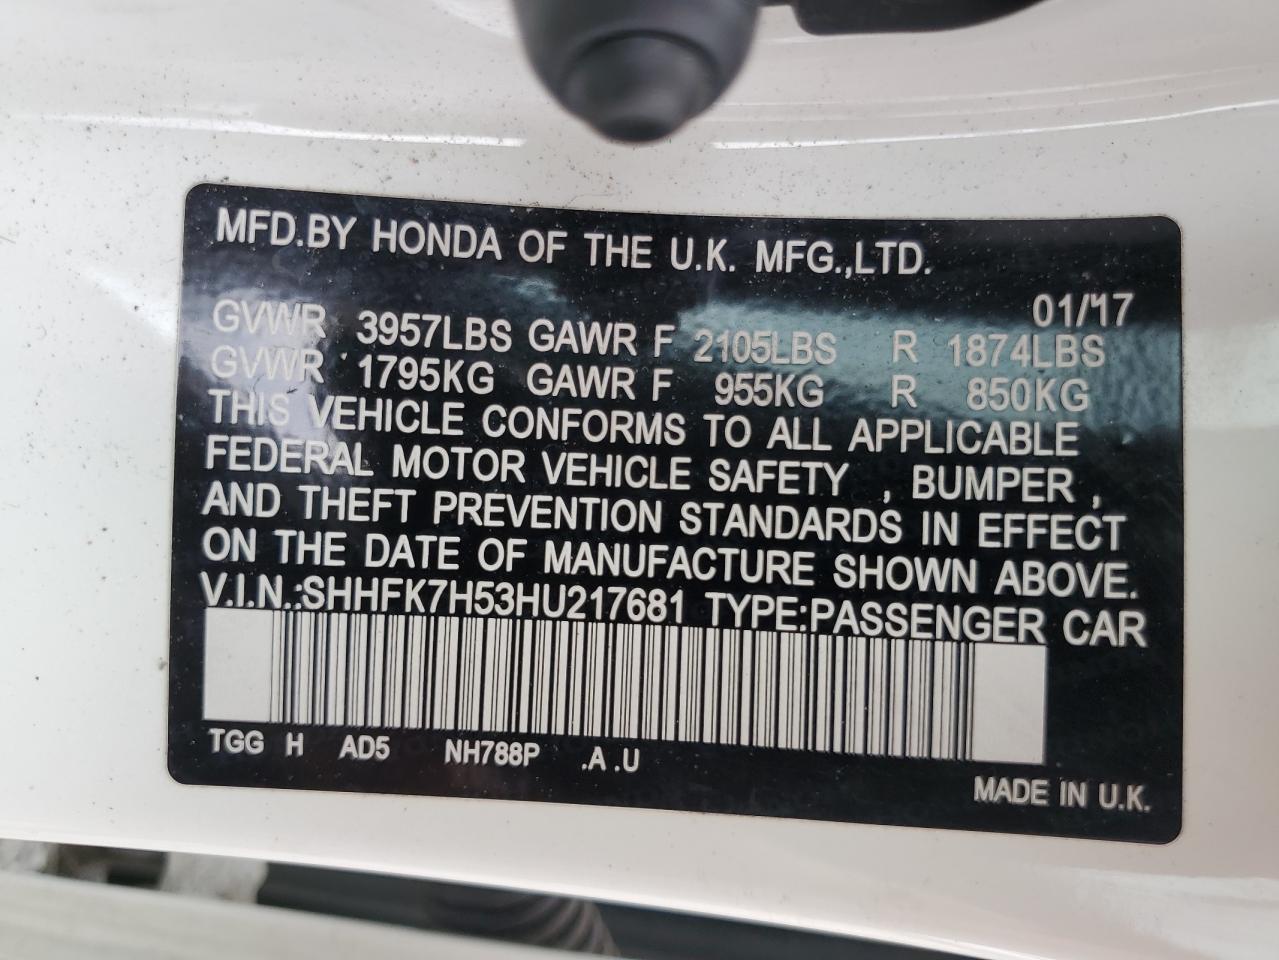 MFD.BY HONDA OF THE U.K. MFG.,LTD.
01/'17
GVWR 3957LBS GAWR F 2105LBS R 1874LBS
GVWR 1795KG GAWR F 955KG R 850KG
THIS VEHICLE CONFORMS TO ALL APPLICABLE
FEDERAL MOTOR VEHICLE SAFETY , BUMPER ,
AND THEFT PREVENTION STANDARDS IN EFFECT
ON THE DATE OF MANUFACTURE SHOWN ABOVE.
V.I.N.:SHHFK7H53HU217681 TYPE:PASSENGER CAR
TGG H AD5 NH788P .A .U
MADE IN U.K.